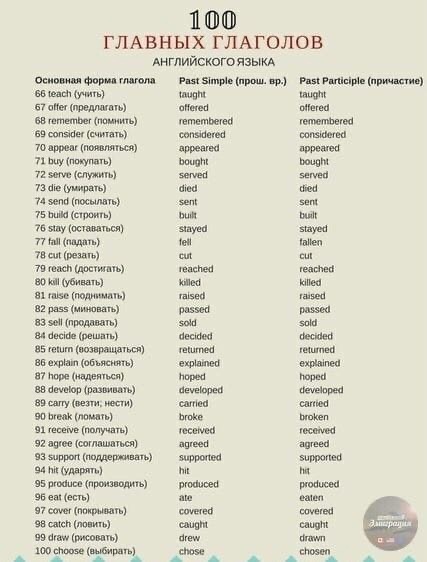 100
ГЛАВНЫХ ГЛАГОЛОВ
АНГЛИЙСКОГО ЯЗЫКА
Основная форма глагола Past Simple (прош. вр.) Past Participle (причастие)
66 teach (учить) taught taught
67 offer (предлагать) offered offered
68 remember (помнить) remembered remembered
69 consider (считать) considered considered
70 appear (появляться) appeared appeared
71 buy (покупать) bought bought
72 serve (служить) served served
73 die (умирать) died died
74 send (посылать) sent sent
75 build (строить) built built
76 stay (оставаться) stayed stayed
77 fall (падать) fell fallen
78 cut (резать) cut cut
79 reach (достигать) reached reached
80 kill (убивать) killed killed
81 raise (поднимать) raised raised
82 pass (миновать) passed passed
83 sell (продавать) sold sold
84 decide (решать) decided decided
85 return (возвращаться) returned returned
86 explain (объяснять) explained explained
87 hope (надеяться) hoped hoped
88 develop (развивать) developed developed
89 carry (везти; нести) carried carried
90 break (ломать) broke broken
91 receive (получать) received received
92 agree (соглашаться) agreed agreed
93 support (поддерживать) supported supported
94 hit (ударять) hit hit
95 produce (производить) produced produced
96 eat (есть) ate eaten
97 cover (покрывать) covered covered
98 catch (ловить) caught caught
99 draw (рисовать) drew drawn
100 choose (выбирать) chose chosen
Эмиграция